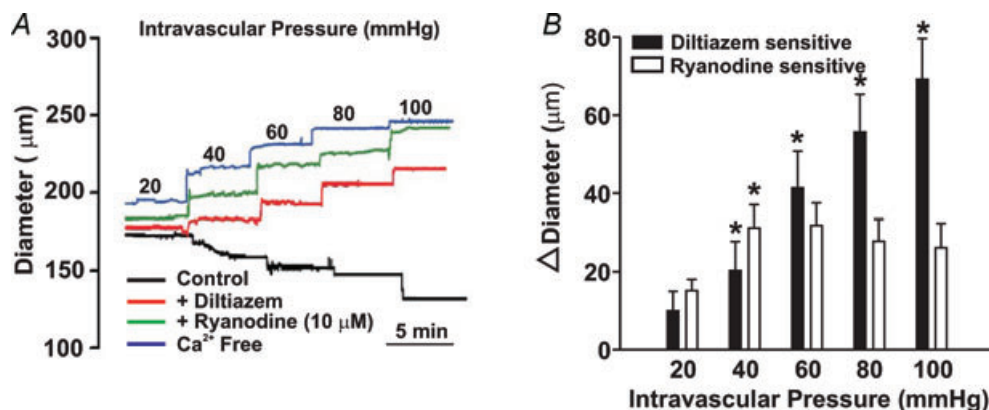 A
Intravascular Pressure (mmHg)
300
250
200
150
100
Diameter ( μm)
20
40
60
80
100
Control
+ Diltiazem
+ Ryanodine (10 μM)
Ca²⁺ Free
5 min
B
80
60
40
20
0
△Diameter (μm)
Diltiazem sensitive
Ryanodine sensitive
*
*
*
*
*
20 40 60 80 100
Intravascular Pressure (mmHg)